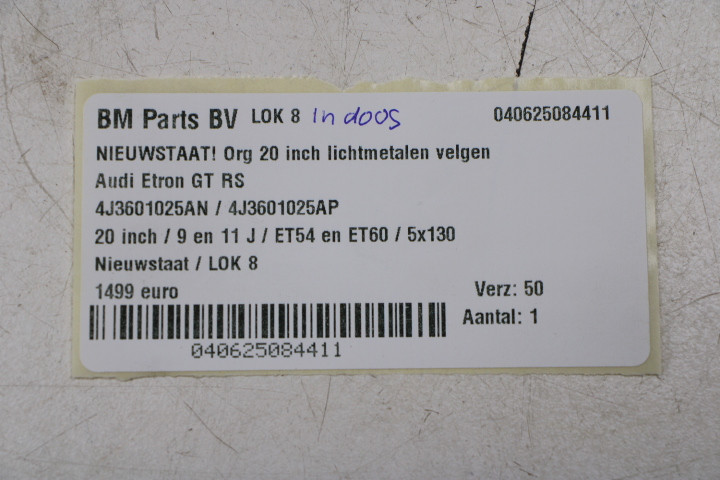 BM Parts BV LOK 8 In doos 040625084411
NIEUWSTAAT! Org 20 inch lichtmetalen velgen
Audi Etron GT RS
4J3601025AN / 4J3601025AP
20 inch / 9 en 11 J / ET54 en ET60 / 5x130
Nieuwstaat / LOK 8
1499 euro Verz: 50
Aantal: 1
040625084411